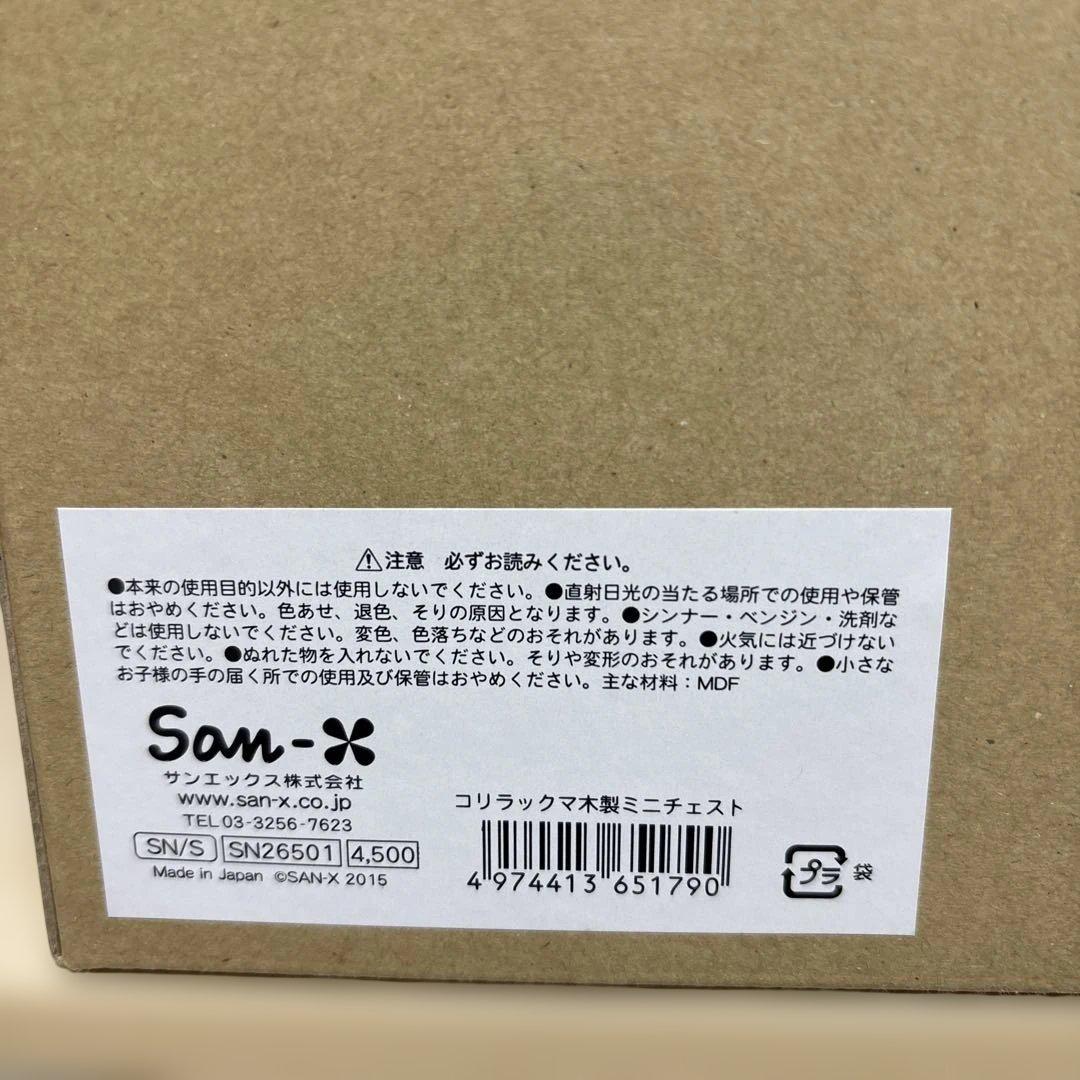 ⚠注意 必ずお読みください。
●本来の使用目的以外には使用しないでください。●直射日光の当たる場所での使用や保管
はおやめください。色あせ、退色、そりの原因となります。●シンナー・ベンジン・洗剤な
どは使用しないでください。変色、色落ちなどのおそれがあります。●火気には近づけない
でください。●ぬれた物を入れないでください。そりや変形のおそれがあります。●小さな
お子様の手の届く所での使用及び保管はおやめください。主な材料：MDF
San-X
サンエックス株式会社
www.san-x.co.jp
TEL 03-3256-7623
SN/S SN26501 4,500
Made in Japan ©SAN-X 2015
コリラックマ木製ミニチェスト
4 974413 651790
プラ 袋